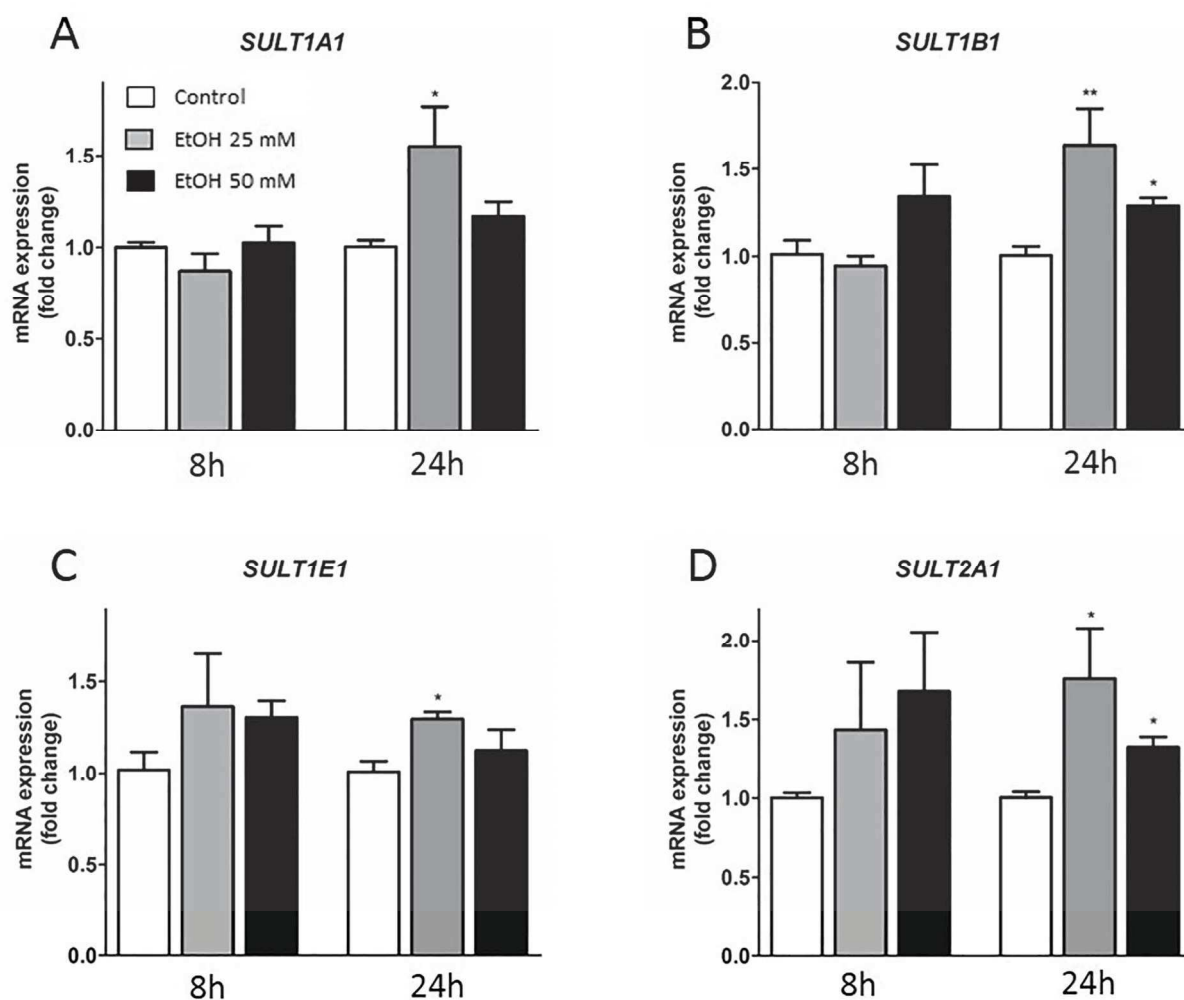 A
SULT1A1
Control
EtOH 25 mM
EtOH 50 mM
*
mRNA expression
(fold change)
1.5
1.0
0.5
0.0
8h
24h
B
SULT1B1
**
*
mRNA expression
(fold change)
2.0
1.5
1.0
0.5
0.0
8h
24h
C
SULT1E1
*
mRNA expression
(fold change)
1.5
1.0
0.5
0.0
8h
24h
D
SULT2A1
*
*
mRNA expression
(fold change)
2.0
1.5
1.0
0.5
0.0
8h
24h